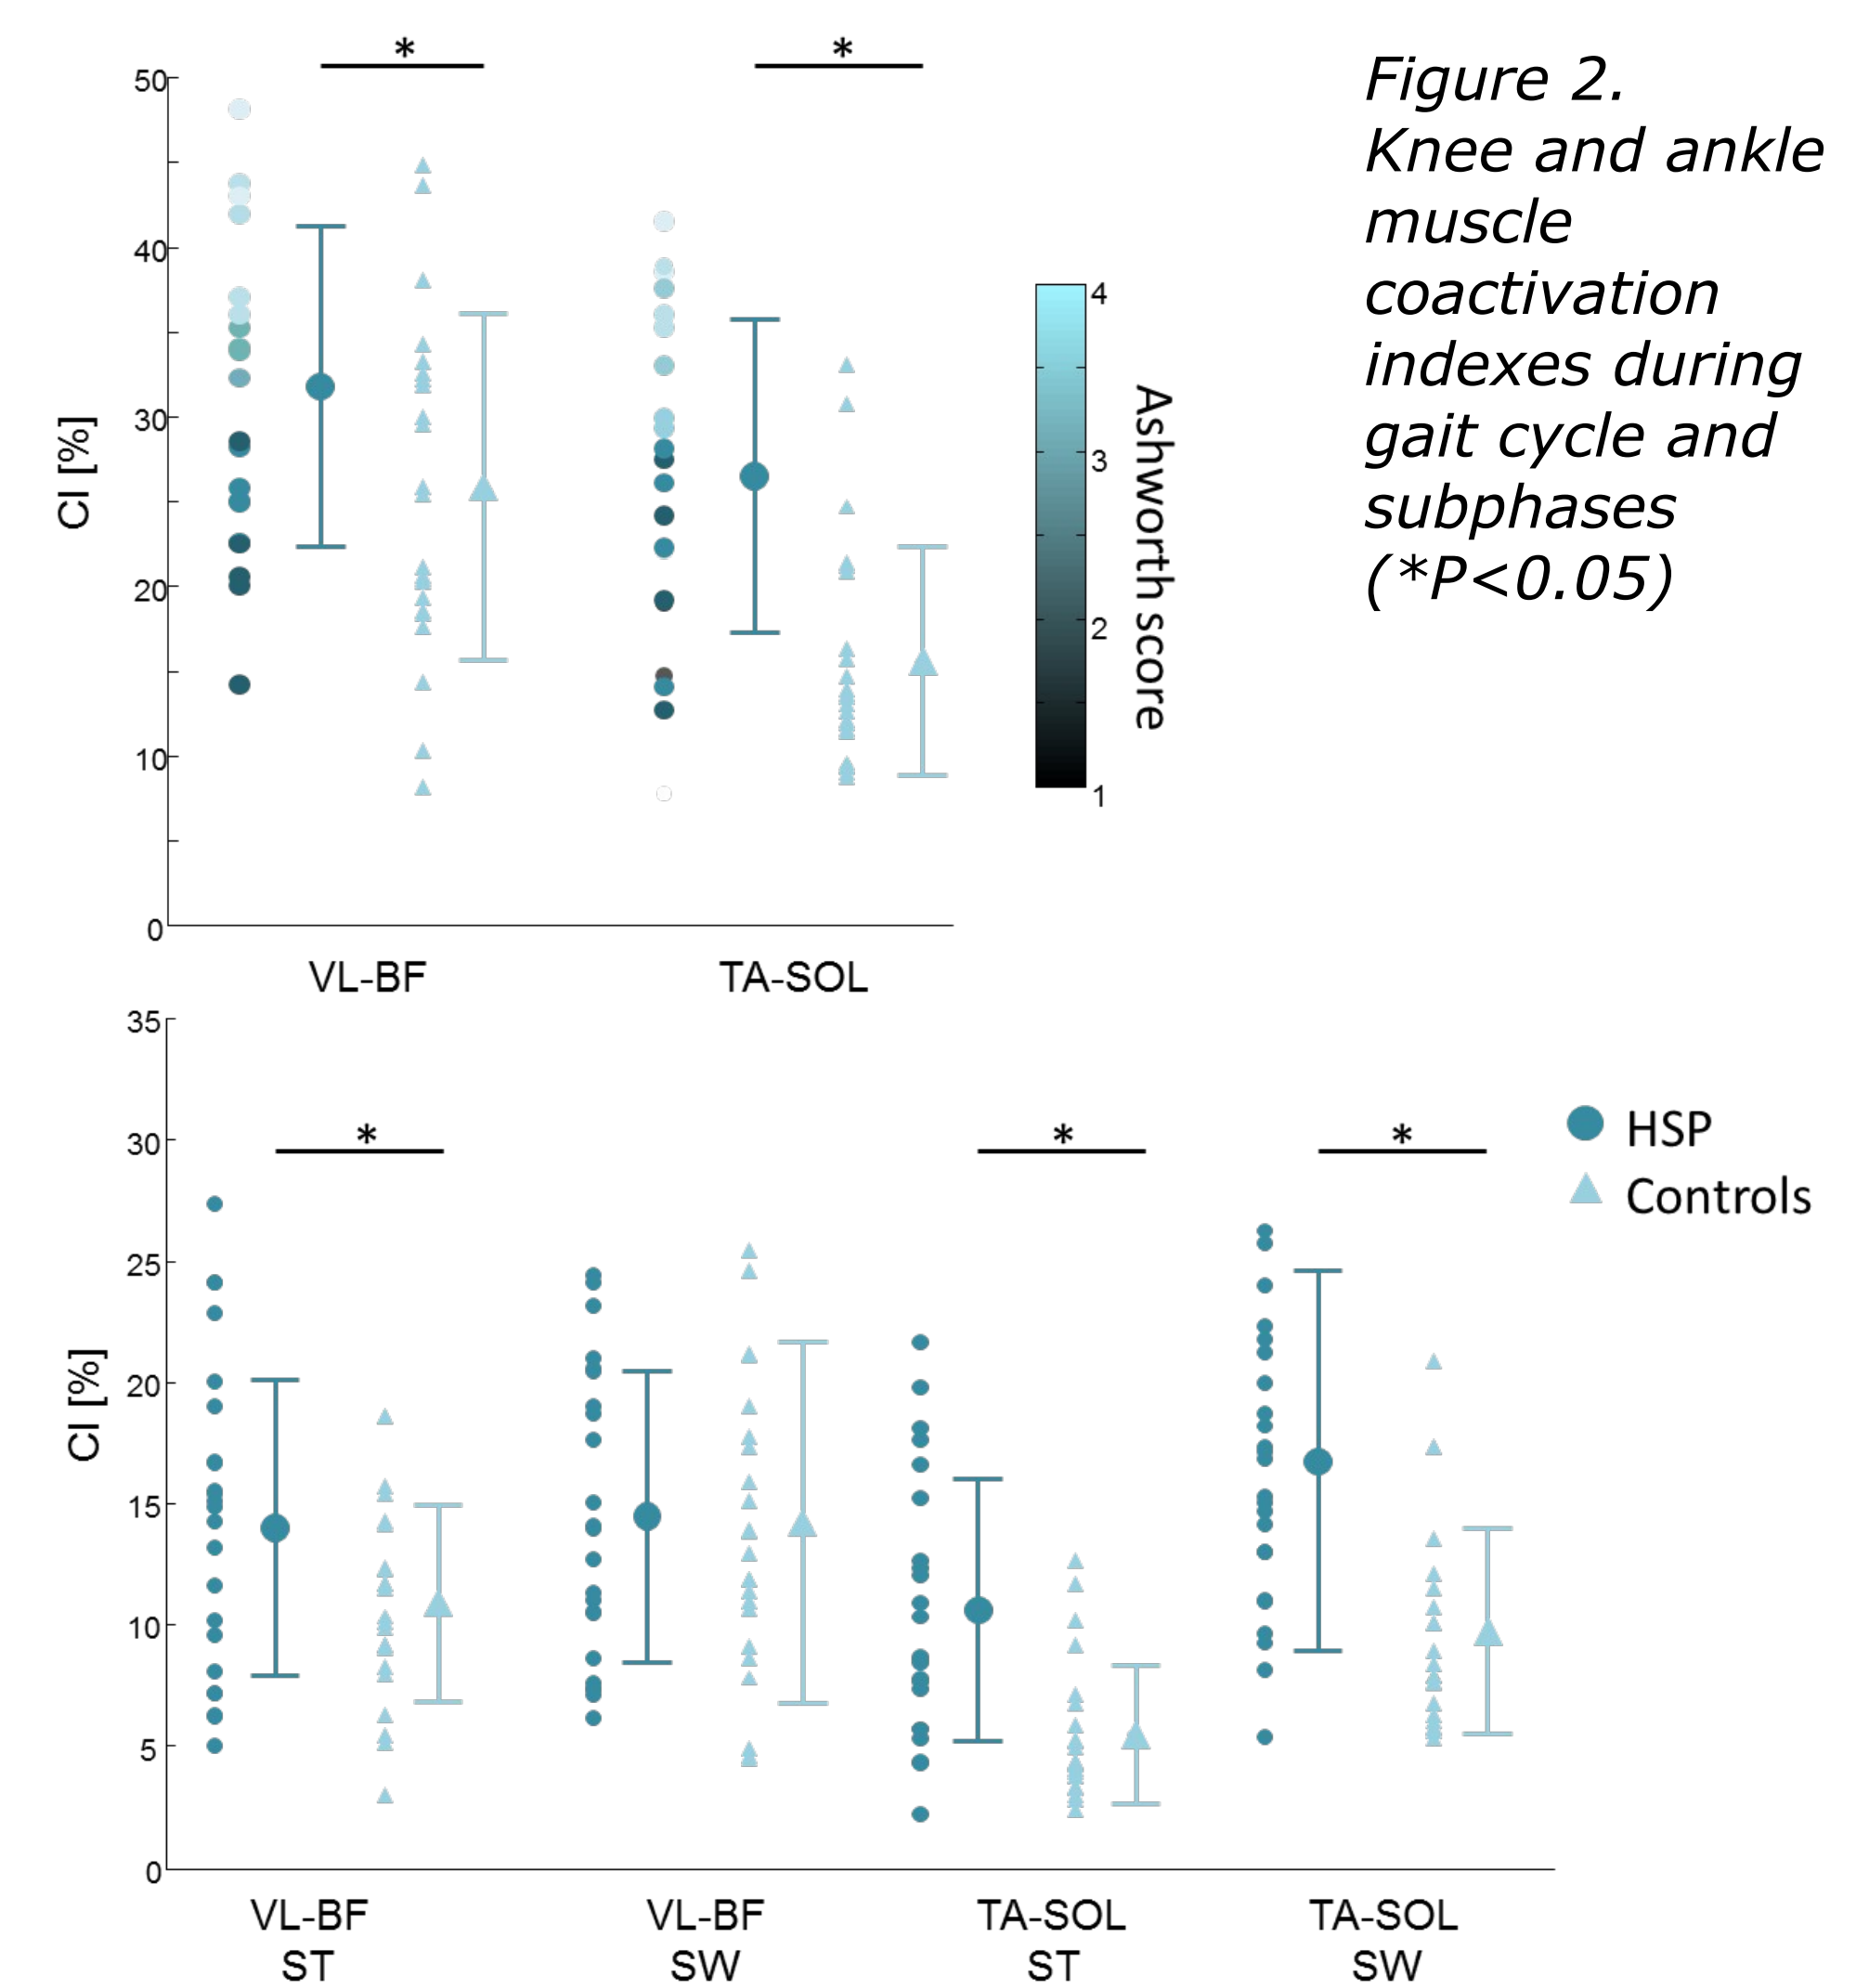 Figure 2.
Knee and ankle
muscle
coactivation
indexes during
gait cycle and
subphases
(*P<0.05)
* *
50
40
30
20
10
0
CI [%]
VL-BF TA-SOL
4
3
2
1
Ashworth score
35
30
25
20
15
10
5
0
CI [%]
* * *
HSP
Controls
VL-BF VL-BF TA-SOL TA-SOL
ST SW ST SW